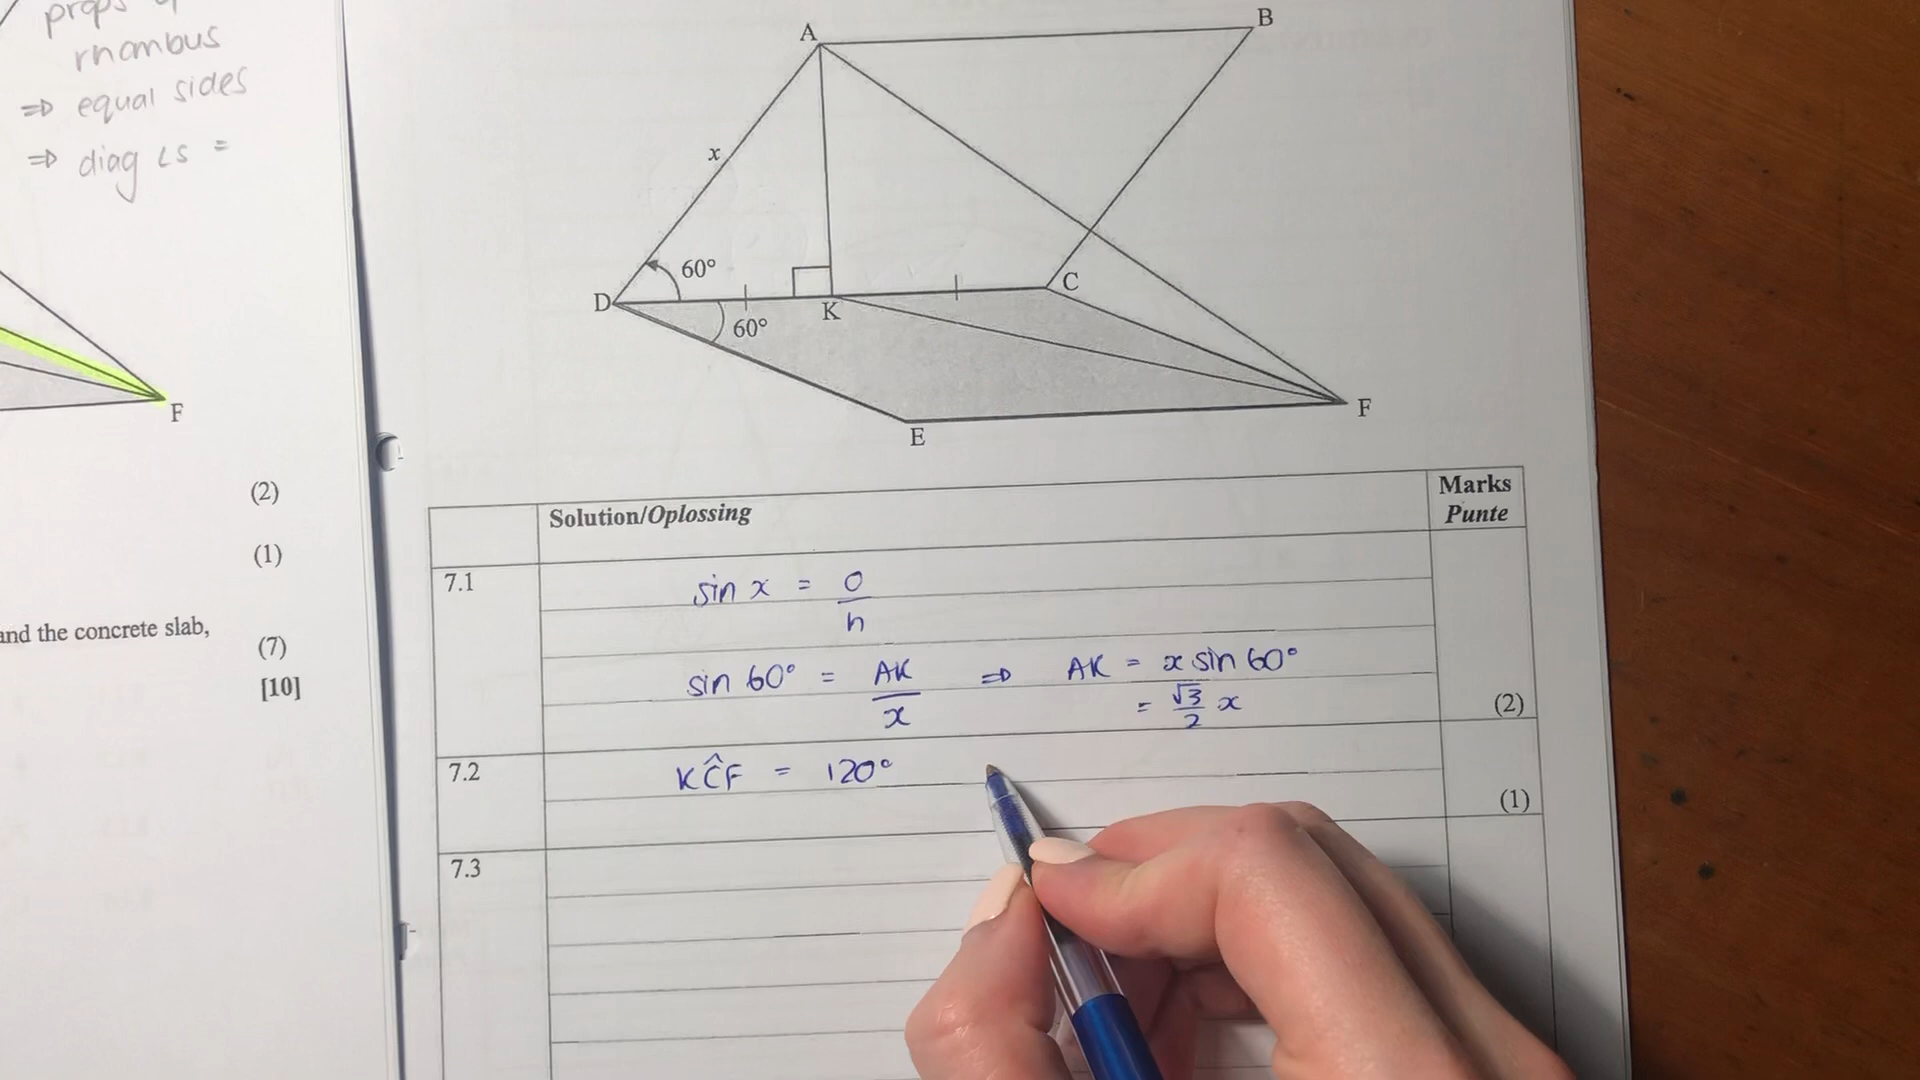 props
rhombus
⇒ equal sides
⇒ diag ∠s =
F
(2)
(1)
and the concrete slab,
(7)
[10]
A
B
x
60°
D
K
C
60°
E
F
Solution/Oplossing
Marks
Punte
7.1
sin x = o/h
sin 60° = AK/x ⇒ AK = x sin 60°
= √3/2 x
(2)
7.2
KĈF = 120°
(1)
7.3